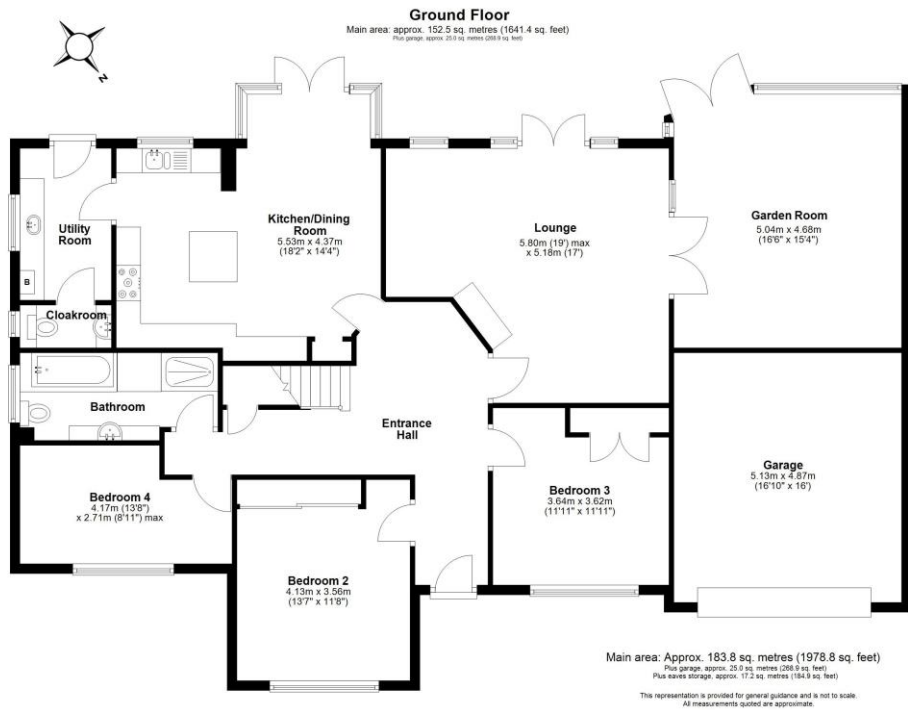 Ground Floor
Main area: approx. 152.5 sq. metres (1641.4 sq. feet)
Plus garage, approx. 25.0 sq. metres (268.9 sq. feet)
N
Utility
Room
B
Cloakroom
Kitchen/Dining
Room
5.53m x 4.37m
(18'2" x 14'4")
Lounge
5.80m (19') max
x 5.18m (17')
Garden Room
5.04m x 4.68m
(16'6" x 15'4")
Bathroom
Entrance
Hall
Bedroom 4
4.17m (13'8")
x 2.71m (8'11") max
Bedroom 3
3.64m x 3.62m
(11'11" x 11'11")
Garage
5.13m x 4.87m
(16'10" x 16')
Bedroom 2
4.13m x 3.56m
(13'7" x 11'8")
Main area: Approx. 183.8 sq. metres (1978.8 sq. feet)
Plus garage, approx. 25.0 sq. metres (268.9 sq. feet)
Plus eaves storage, approx. 17.2 sq. metres (184.9 sq. feet)
This representation is provided for general guidance and is not to scale.
All measurements quoted are approximate.